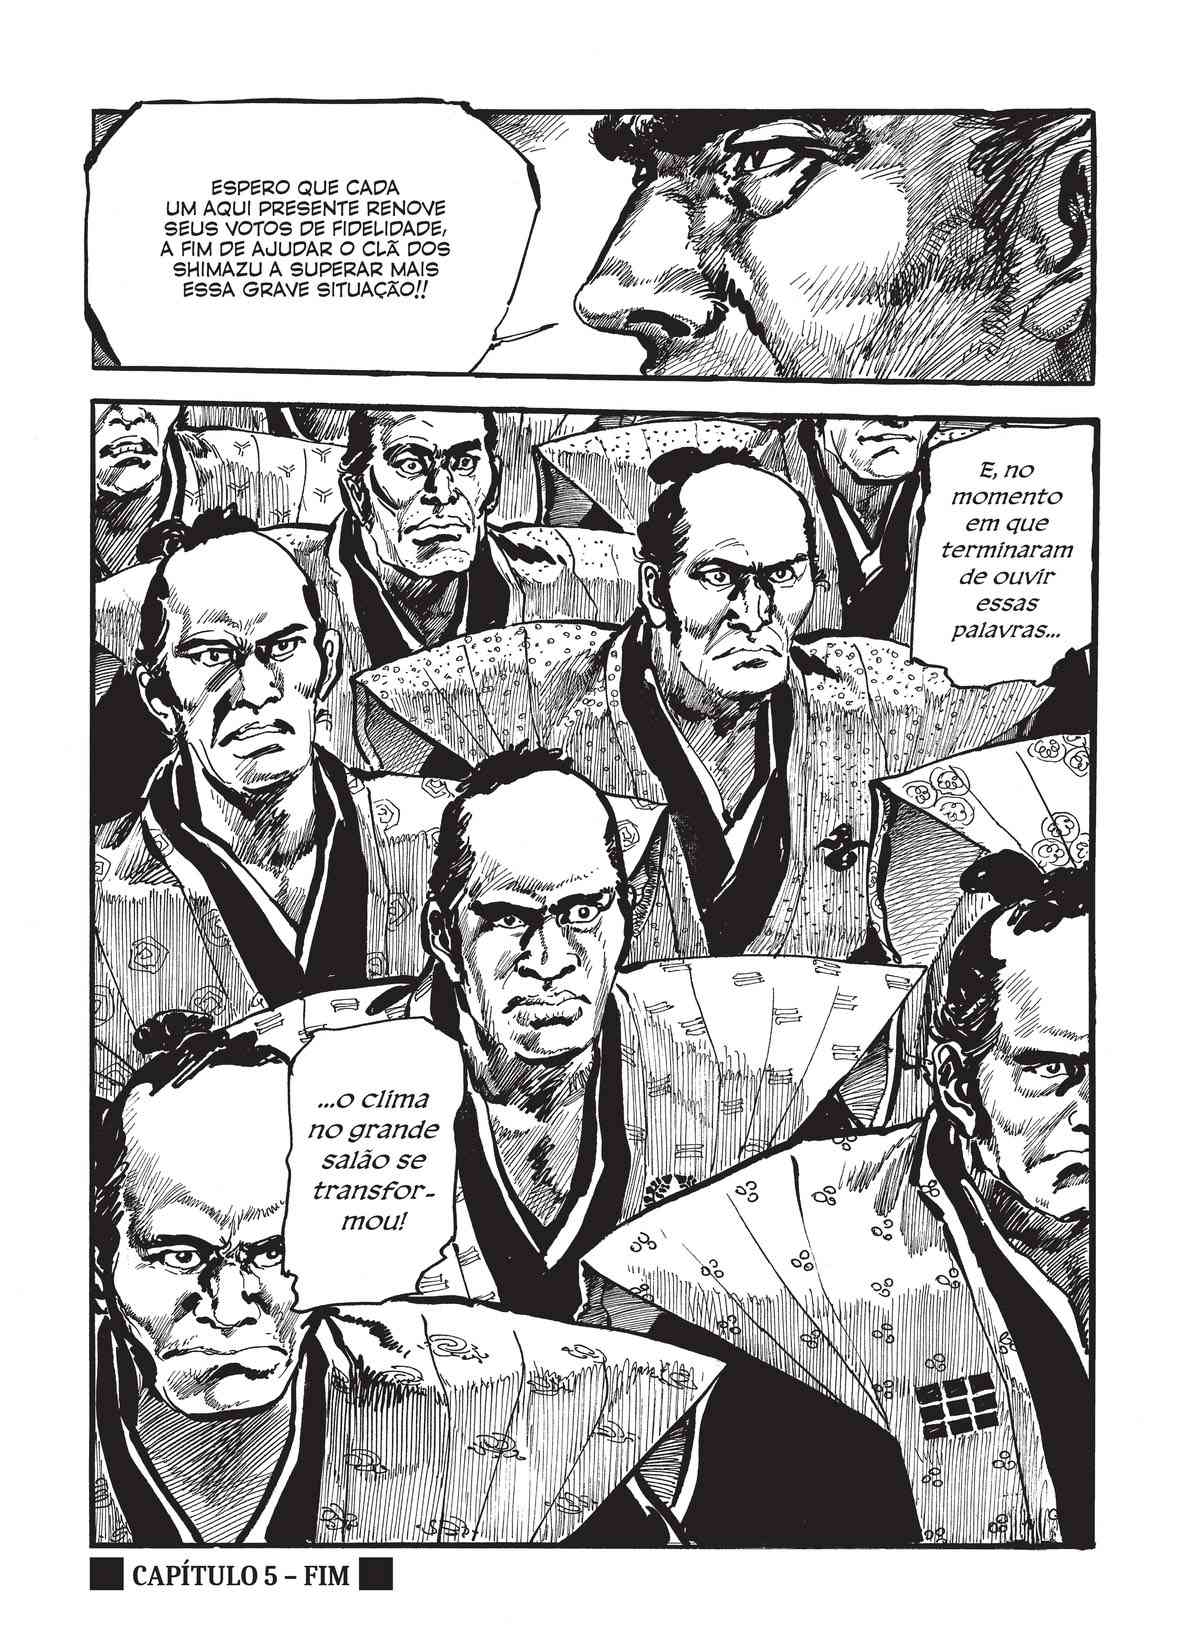 ESPERO QUE CADA
UM AQUI PRESENTE RENOVE
SEUS VOTOS DE FIDELIDADE,
A FIM DE AJUDAR O CLÃ DOS
SHIMAZU A SUPERAR MAIS
ESSA GRAVE SITUAÇÃO!!
E, no
momento
em que
terminaram
de ouvir
essas
palavras...
...o clima
no grande
salão se
transfor-
mou!
CAPÍTULO 5 – FIM